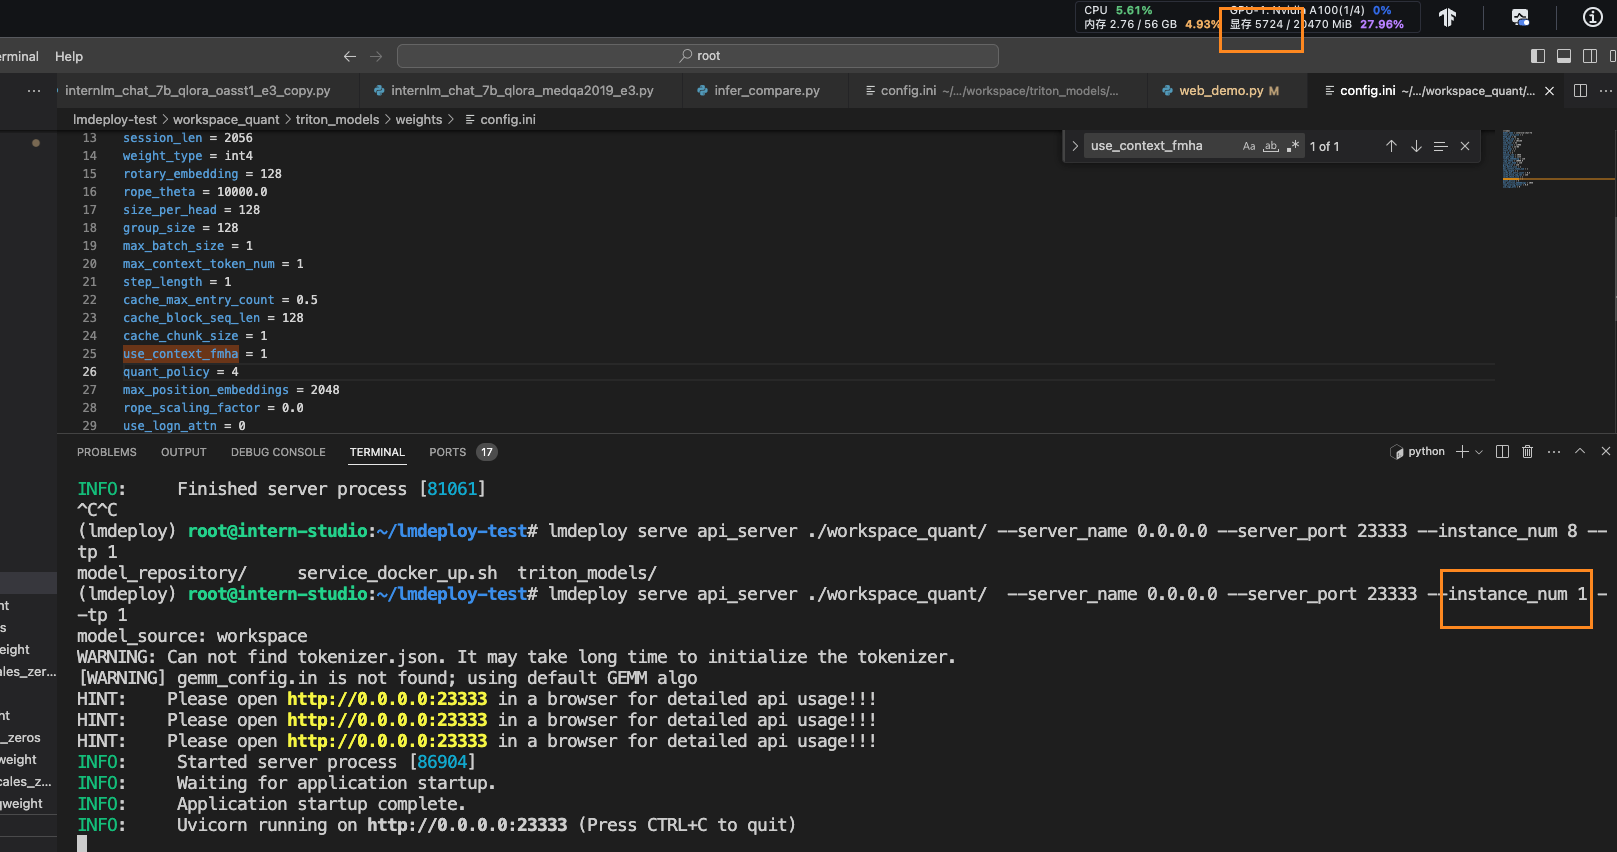 CPU 5.61%
GPU-1: Nvidia A100(1/4) 0%
内存 2.76 / 56 GB 4.93%
显存 5724 / 20470 MiB 27.96%
erminal Help
root
internlm_chat_7b_qlora_oasst1_e3_copy.py
internlm_chat_7b_qlora_medqa2019_e3.py
infer_compare.py
config.ini ~/.../workspace/triton_models/...
web_demo.py M
config.ini ~/.../workspace_quant/...
lmdeploy-test > workspace_quant > triton_models > weights > config.ini
use_context_fmha
Aa ab .*
1 of 1
13 session_len = 2056
14 weight_type = int4
15 rotary_embedding = 128
16 rope_theta = 10000.0
17 size_per_head = 128
18 group_size = 128
19 max_batch_size = 1
20 max_context_token_num = 1
21 step_length = 1
22 cache_max_entry_count = 0.5
23 cache_block_seq_len = 128
24 cache_chunk_size = 1
25 use_context_fmha = 1
26 quant_policy = 4
27 max_position_embeddings = 2048
28 rope_scaling_factor = 0.0
29 use_logn_attn = 0
PROBLEMS OUTPUT DEBUG CONSOLE TERMINAL PORTS 17
python
INFO: Finished server process [81061]
^C^C
(lmdeploy) root@intern-studio:~/lmdeploy-test# lmdeploy serve api_server ./workspace_quant/ --server_name 0.0.0.0 --server_port 23333 --instance_num 8 --
tp 1
model_repository/ service_docker_up.sh triton_models/
(lmdeploy) root@intern-studio:~/lmdeploy-test# lmdeploy serve api_server ./workspace_quant/ --server_name 0.0.0.0 --server_port 23333 --instance_num 1 -
-tp 1
model_source: workspace
WARNING: Can not find tokenizer.json. It may take long time to initialize the tokenizer.
[WARNING] gemm_config.in is not found; using default GEMM algo
HINT: Please open http://0.0.0.0:23333 in a browser for detailed api usage!!!
HINT: Please open http://0.0.0.0:23333 in a browser for detailed api usage!!!
HINT: Please open http://0.0.0.0:23333 in a browser for detailed api usage!!!
INFO: Started server process [86904]
INFO: Waiting for application startup.
INFO: Application startup complete.
INFO: Uvicorn running on http://0.0.0.0:23333 (Press CTRL+C to quit)
ht
s
eight
ales_zer...
nt
_zeros
weight
cales_z...
qweight